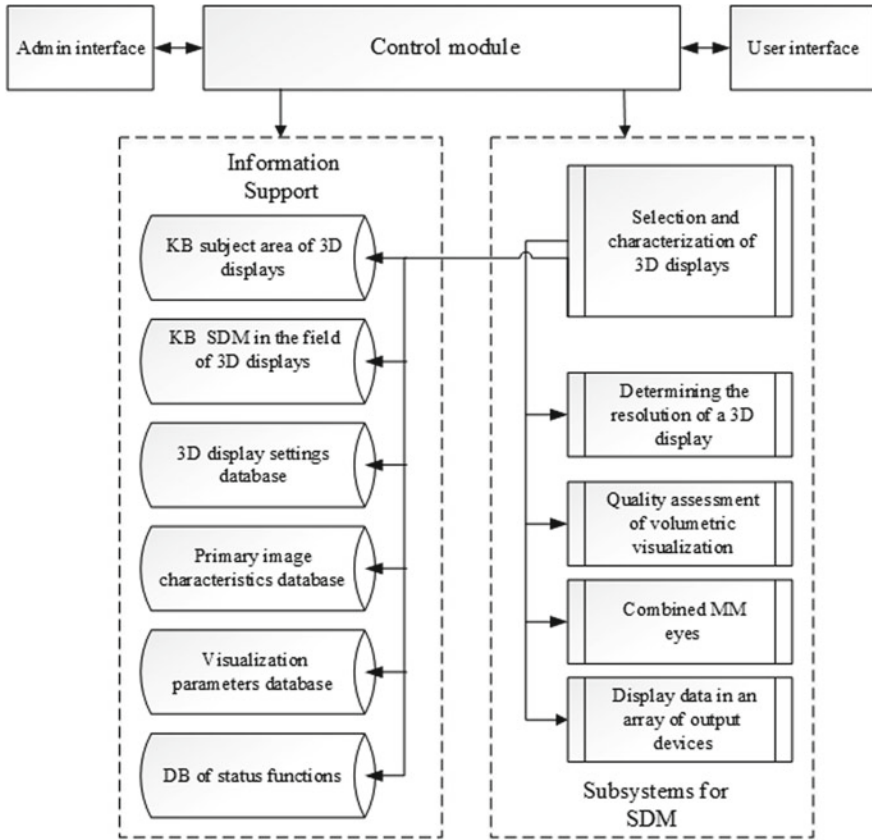 Admin interface
Control module
User interface
Information
Support
KB subject area of 3D
displays
KB SDM in the field
of 3D displays
3D display settings
database
Primary image
characteristics database
Visualization
parameters database
DB of status functions
Selection and
characterization of
3D displays
Determining the
resolution of a 3D
display
Quality assessment
of volumetric
visualization
Combined MM
eyes
Display data in an
array of output
devices
Subsystems for
SDM